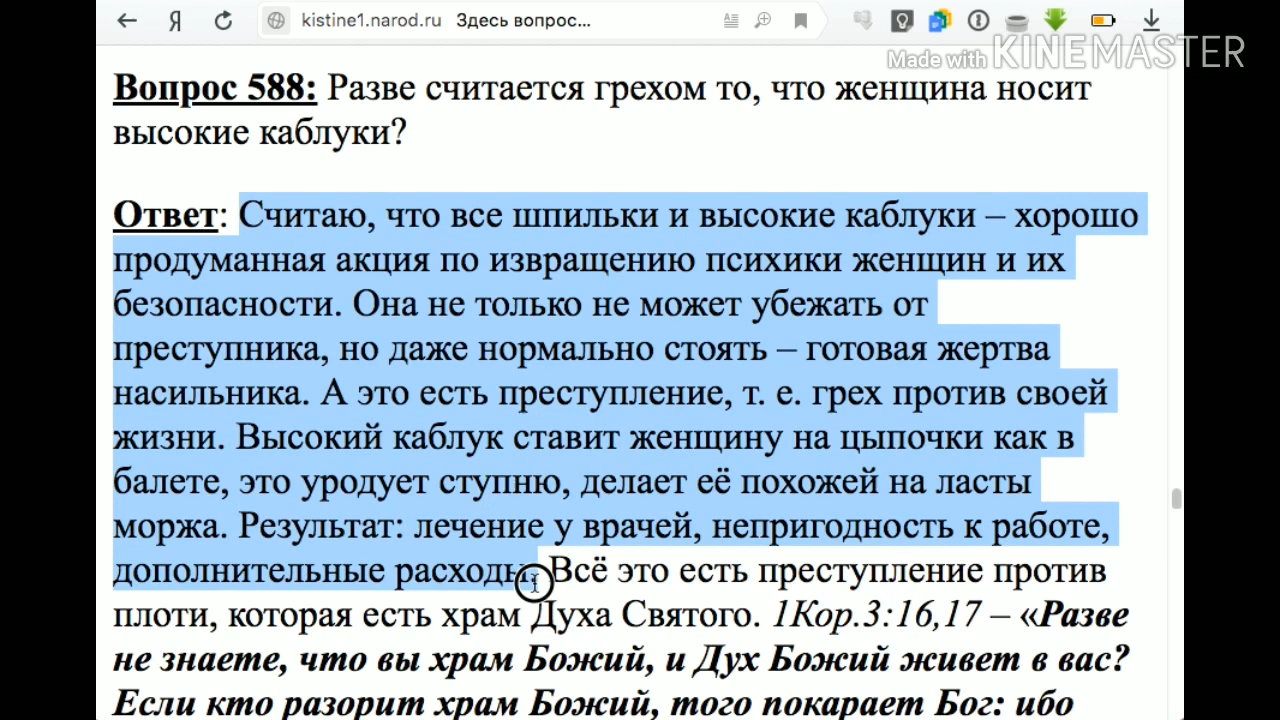 Я kistine1.narod.ru Здесь вопрос...
Made with KINEMASTER
Вопрос 588: Разве считается грехом то, что женщина носит
высокие каблуки?
Ответ: Считаю, что все шпильки и высокие каблуки – хорошо
продуманная акция по извращению психики женщин и их
безопасности. Она не только не может убежать от
преступника, но даже нормально стоять – готовая жертва
насильника. А это есть преступление, т. е. грех против своей
жизни. Высокий каблук ставит женщину на цыпочки как в
балете, это уродует ступню, делает её похожей на ласты
моржа. Результат: лечение у врачей, непригодность к работе,
дополнительные расходы. Всё это есть преступление против
плоти, которая есть храм Духа Святого. 1Кор.3:16,17 – «Разве
не знаете, что вы храм Божий, и Дух Божий живет в вас?
Если кто разорит храм Божий, того покарает Бог: ибо